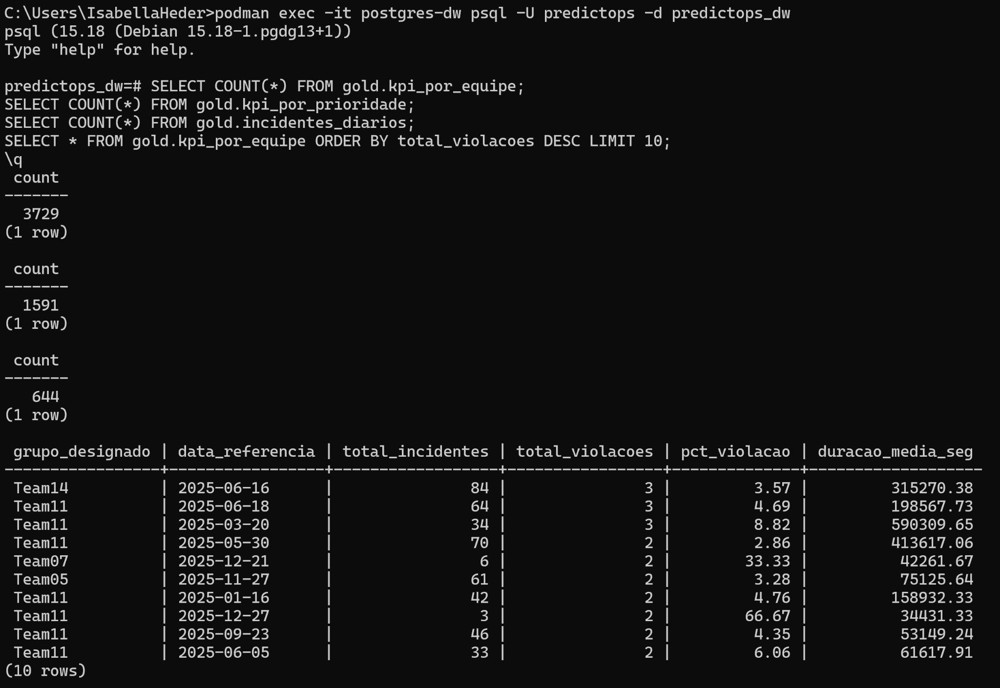 C:\Users\IsabellaHeder>podman exec -it postgres-dw psql -U predictops -d predictops_dw
psql (15.18 (Debian 15.18-1.pgdg13+1))
Type "help" for help.

predictops_dw=# SELECT COUNT(*) FROM gold.kpi_por_equipe;
SELECT COUNT(*) FROM gold.kpi_por_prioridade;
SELECT COUNT(*) FROM gold.incidentes_diarios;
SELECT * FROM gold.kpi_por_equipe ORDER BY total_violacoes DESC LIMIT 10;
\q
 count
-------
  3729
(1 row)

 count
-------
  1591
(1 row)

 count
-------
   644
(1 row)

 grupo_designado | data_referencia | total_incidentes | total_violacoes | pct_violacao | duracao_media_seg
-----------------+-----------------+------------------+-----------------+--------------+-------------------
 Team14          | 2025-06-16      |               84 |               3 |         3.57 |         315270.38
 Team11          | 2025-06-18      |               64 |               3 |         4.69 |         198567.73
 Team11          | 2025-03-20      |               34 |               3 |         8.82 |         590309.65
 Team11          | 2025-05-30      |               70 |               2 |         2.86 |         413617.06
 Team07          | 2025-12-21      |                6 |               2 |        33.33 |          42261.67
 Team05          | 2025-11-27      |               61 |               2 |         3.28 |          75125.64
 Team11          | 2025-01-16      |               42 |               2 |         4.76 |         158932.33
 Team11          | 2025-12-27      |                3 |               2 |        66.67 |          34431.33
 Team11          | 2025-09-23      |               46 |               2 |         4.35 |          53149.24
 Team11          | 2025-06-05      |               33 |               2 |         6.06 |          61617.91
(10 rows)